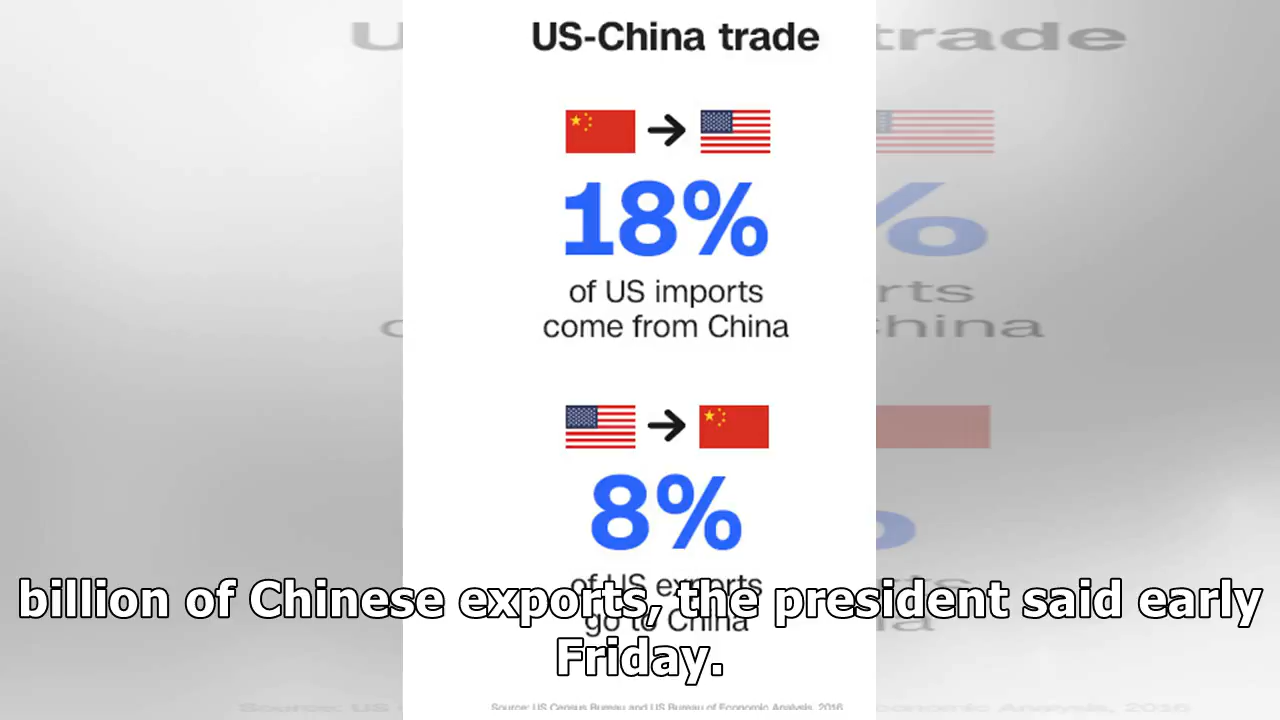 US-China trade
18%
of US imports
come from China
8%
of US exports
go to China
billion of Chinese exports, the president said early
Friday.
Source: US Census Bureau and US Bureau of Economic Analysis, 2016